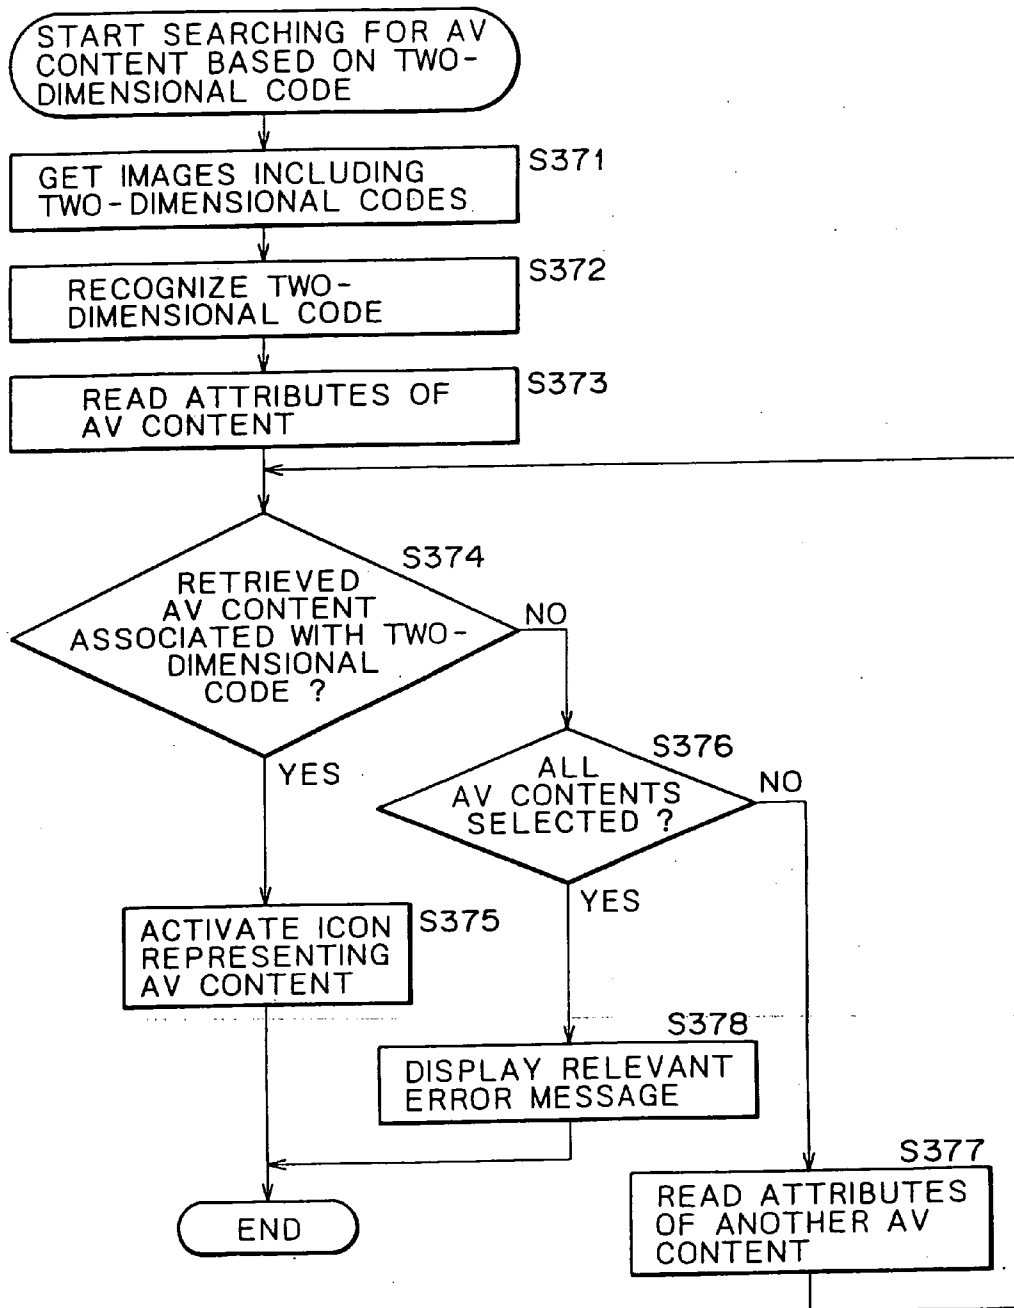 START SEARCHING FOR AV
CONTENT BASED ON TWO-
DIMENSIONAL CODE
S371
GET IMAGES INCLUDING
TWO-DIMENSIONAL CODES
S372
RECOGNIZE TWO-
DIMENSIONAL CODE
S373
READ ATTRIBUTES OF
AV CONTENT
S374
RETRIEVED
AV CONTENT
ASSOCIATED WITH TWO-
DIMENSIONAL
CODE ?
NO
YES
S376
ALL
AV CONTENTS
SELECTED ?
NO
YES
S375
ACTIVATE ICON
REPRESENTING
AV CONTENT
S378
DISPLAY RELEVANT
ERROR MESSAGE
S377
READ ATTRIBUTES
OF ANOTHER AV
CONTENT
END